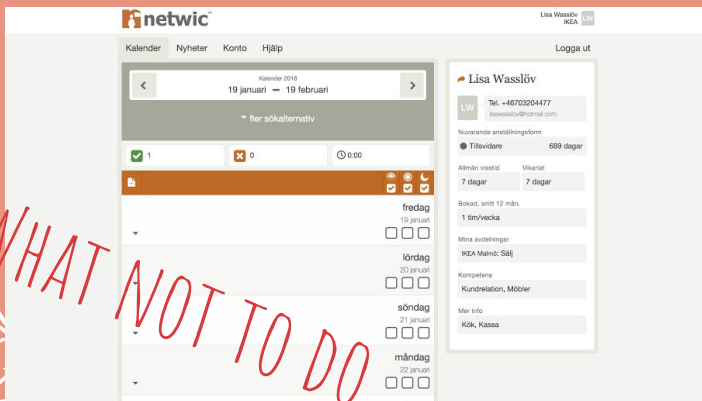 netwic
Lisa Wasslöv
IKEA
LW
Kalender Nyheter Konto Hjälp
Logga ut
Kalender 2018
19 januari — 19 februari
fler sökalternativ
1
0
0:00
fredag
19 januari
lördag
20 januari
söndag
21 januari
måndag
22 januari
Lisa Wasslöv
LW
Tel. +46703204477
lisawasslov@hotmail.com
Nuvarande anställningsform
Tillsvidare 689 dagar
Allmän visstid Vikariat
7 dagar 7 dagar
Bokad, snitt 12 mån.
1 tim/vecka
Mina avdelningar
IKEA Malmö: Sälj
Kompetens
Kundrelation, Möbler
Mer info
Kök, Kassa
WHAT NOT TO DO